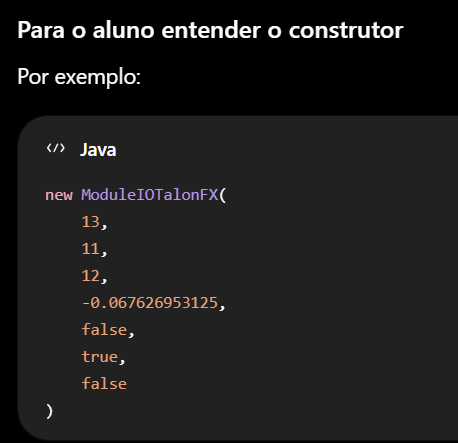 Para o aluno entender o construtor
Por exemplo:
</> Java
new ModuleIOTalonFX(
    13,
    11,
    12,
    -0.067626953125,
    false,
    true,
    false
)